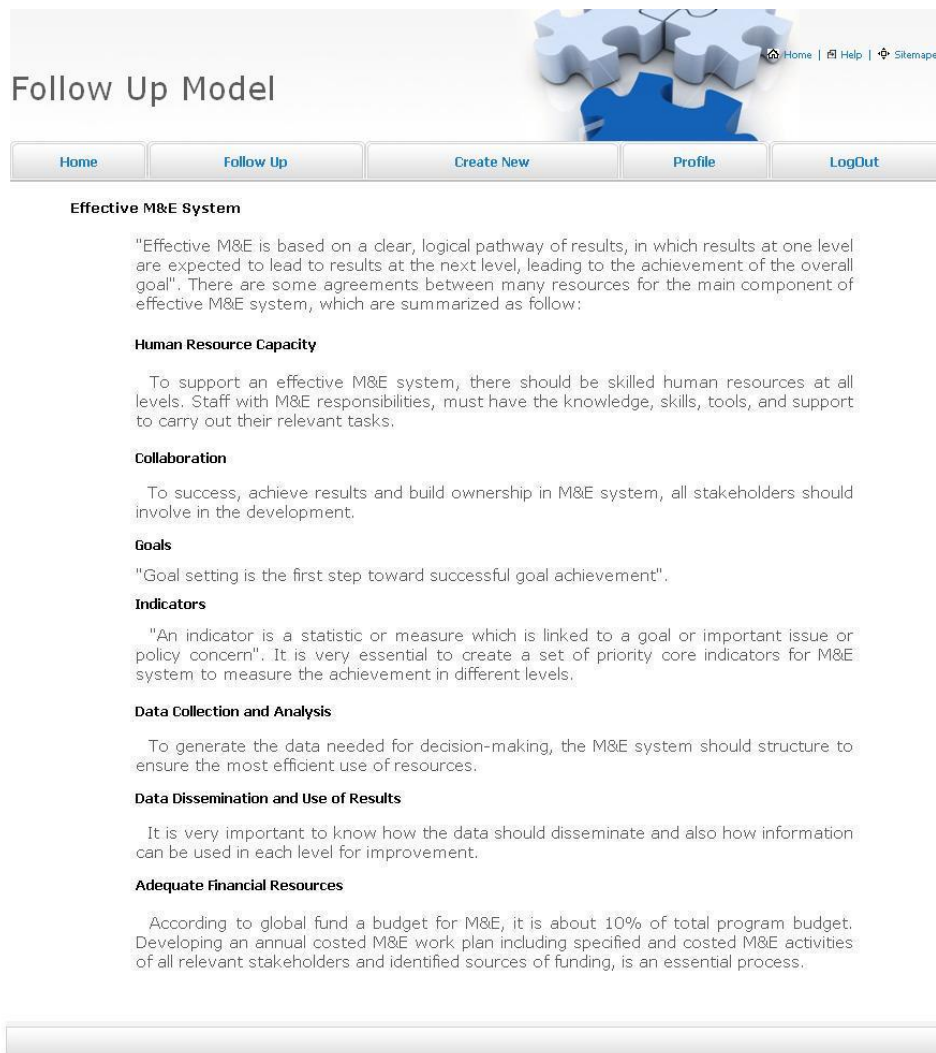 Home | Help | Sitemape
Follow Up Model
Home Follow Up Create New Profile LogOut
Effective M&E System
"Effective M&E is based on a clear, logical pathway of results, in which results at one level
are expected to lead to results at the next level, leading to the achievement of the overall
goal". There are some agreements between many resources for the main component of
effective M&E system, which are summarized as follow:
Human Resource Capacity
To support an effective M&E system, there should be skilled human resources at all
levels. Staff with M&E responsibilities, must have the knowledge, skills, tools, and support
to carry out their relevant tasks.
Collaboration
To success, achieve results and build ownership in M&E system, all stakeholders should
involve in the development.
Goals
"Goal setting is the first step toward successful goal achievement".
Indicators
"An indicator is a statistic or measure which is linked to a goal or important issue or
policy concern". It is very essential to create a set of priority core indicators for M&E
system to measure the achievement in different levels.
Data Collection and Analysis
To generate the data needed for decision-making, the M&E system should structure to
ensure the most efficient use of resources.
Data Dissemination and Use of Results
It is very important to know how the data should disseminate and also how information
can be used in each level for improvement.
Adequate Financial Resources
According to global fund a budget for M&E, it is about 10% of total program budget.
Developing an annual costed M&E work plan including specified and costed M&E activities
of all relevant stakeholders and identified sources of funding, is an essential process.